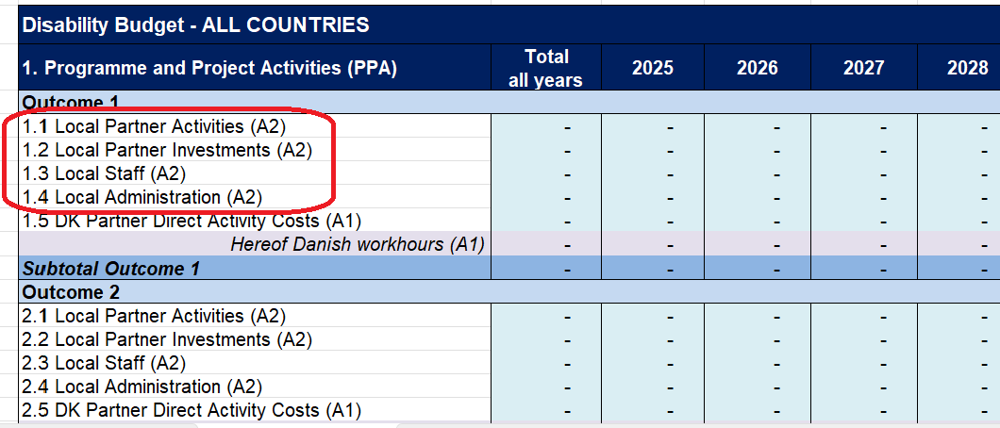 Disability Budget - ALL COUNTRIES
1. Programme and Project Activities (PPA) Total all years 2025 2026 2027 2028
Outcome 1
1.1 Local Partner Activities (A2) - - - - -
1.2 Local Partner Investments (A2) - - - - -
1.3 Local Staff (A2) - - - - -
1.4 Local Administration (A2) - - - - -
1.5 DK Partner Direct Activity Costs (A1) - - - - -
Hereof Danish workhours (A1) - - - - -
Subtotal Outcome 1 - - - - -
Outcome 2
2.1 Local Partner Activities (A2) - - - - -
2.2 Local Partner Investments (A2) - - - - -
2.3 Local Staff (A2) - - - - -
2.4 Local Administration (A2) - - - - -
2.5 DK Partner Direct Activity Costs (A1) - - - - -